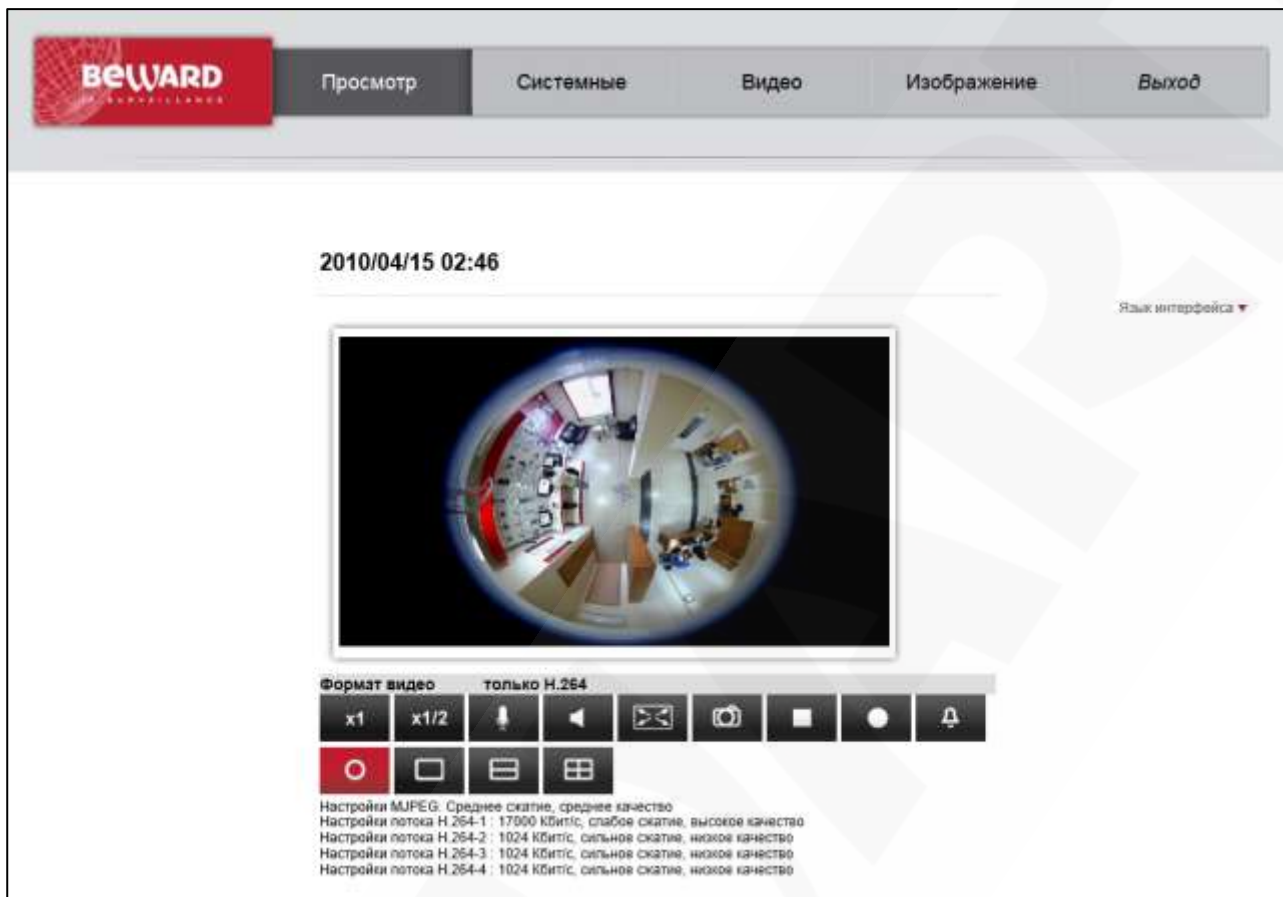 BEWARD
IP SURVEILLANCE
Просмотр Системные Видео Изображение Выход
2010/04/15 02:46
Язык интерфейса
Формат видео только H.264
x1 x1/2
Настройки MJPEG: Среднее сжатие, среднее качество
Настройки потока H.264-1 : 17000 Кбит/с, слабое сжатие, высокое качество
Настройки потока H.264-2 : 1024 Кбит/с, сильное сжатие, низкое качество
Настройки потока H.264-3 : 1024 Кбит/с, сильное сжатие, низкое качество
Настройки потока H.264-4 : 1024 Кбит/с, сильное сжатие, низкое качество